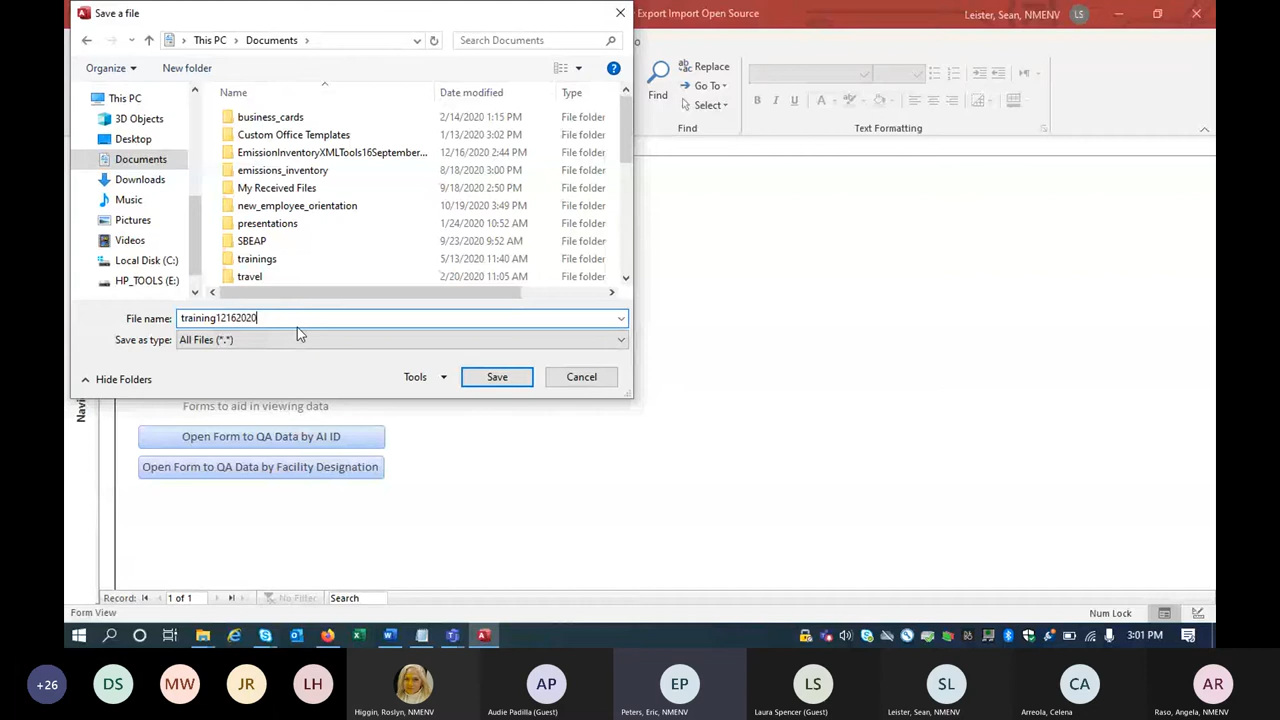 Save a file
Export Import Open Source
Leister, Sean, NMENV
LS
This PC
Documents
Search Documents
Organize
New folder
Name
Date modified
Type
This PC
3D Objects
Desktop
Documents
Downloads
Music
Pictures
Videos
Local Disk (C:)
HP_TOOLS (E:)
business_cards 2/14/2020 1:15 PM File folder
Custom Office Templates 1/13/2020 3:02 PM File folder
EmissionInventoryXMLTools16September... 12/16/2020 2:44 PM File folder
emissions_inventory 8/18/2020 3:00 PM File folder
My Received Files 9/18/2020 2:50 PM File folder
new_employee_orientation 10/19/2020 3:49 PM File folder
presentations 1/24/2020 10:52 AM File folder
SBEAP 9/23/2020 9:52 AM File folder
trainings 5/13/2020 11:40 AM File folder
travel 2/20/2020 11:05 AM File folder
File name: training12162020
Save as type: All Files (*.*)
Hide Folders
Tools
Save
Cancel
Find
Replace
Go To
Select
Find
B I U
A
Text Formatting
Navi
Forms to aid in viewing data
Open Form to QA Data by AI ID
Open Form to QA Data by Facility Designation
Record: 1 of 1 No Filter Search
Form View
Num Lock
3:01 PM
+26
DS
MW
JR
LH
Higgin, Roslyn, NMENV
AP
Audie Padilla (Guest)
EP
Peters, Eric, NMENV
LS
Laura Spencer (Guest)
SL
Leister, Sean, NMENV
CA
Arreola, Celena
AR
Raso, Angela, NMENV